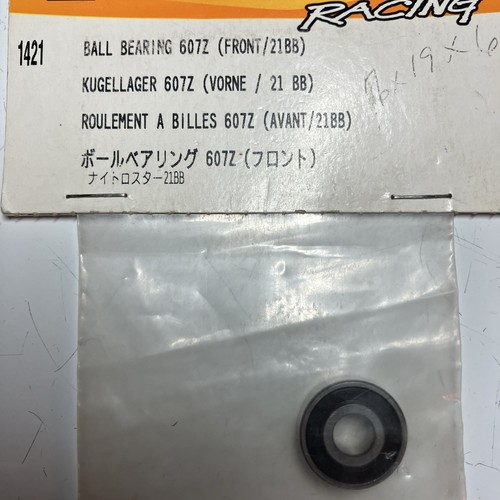 RACING
1421
BALL BEARING 607Z (FRONT/21BB)
KUGELLAGER 607Z (VORNE / 21 BB)
ROULEMENT A BILLES 607Z (AVANT/21BB)
ボールベアリング 607Z (フロント)
ナイトロスター21BB